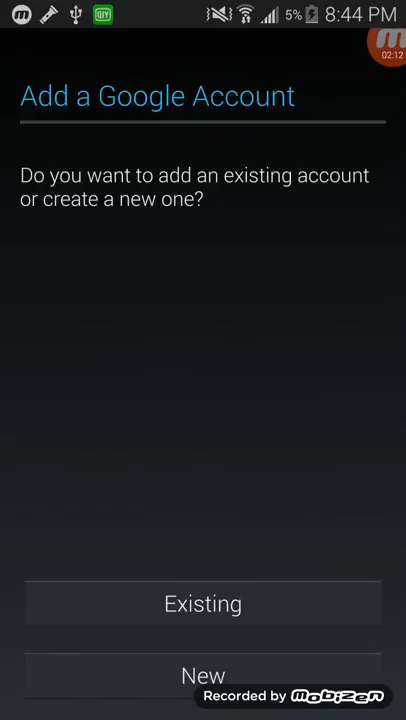 QIY
5%
8:44 PM
02:12
Add a Google Account
Do you want to add an existing account
or create a new one?
Existing
New
Recorded by mobizen